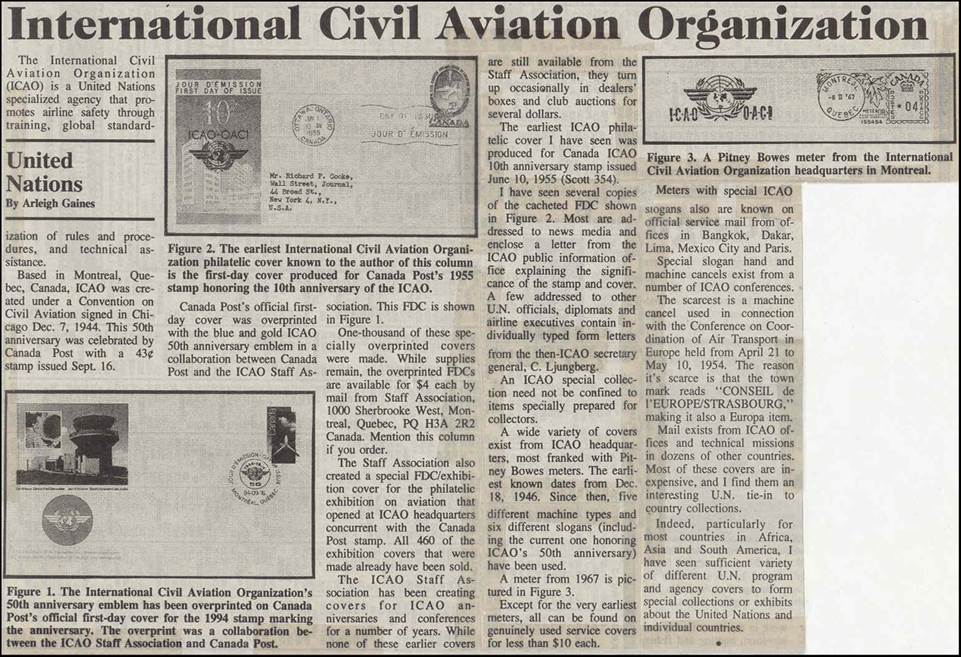 International Civil Aviation Organization
The International Civil
Aviation Organization
(ICAO) is a United Nations
specialized agency that pro-
motes airline safety through
training, global standard-
United
Nations
By Arleigh Gaines
ization of rules and proce-
dures, and technical as-
sistance.
Based in Montreal, Que-
bec, Canada, ICAO was cre-
ated under a Convention on
Civil Aviation signed in Chi-
cago Dec. 7, 1944. This 50th
anniversary was celebrated by
Canada Post with a 43¢
stamp issued Sept. 16.
JOUR D'ÉMISSION
FIRST DAY OF ISSUE
10
ICAO-OACI
OTTAWA, ONTARIO
JUN 1
1955
CANADA
DAY OF ISSUE
JOUR D'ÉMISSION
CANADA
Mr. Richard P. Cooke,
Wall Street, Journal,
44 Broad St.,
New York 4, N.Y.,
U.S.A.
Figure 2. The earliest International Civil Aviation Organi-
zation philatelic cover known to the author of this column
is the first-day cover produced for Canada Post's 1955
stamp honoring the 10th anniversary of the ICAO.
Canada Post's official first-
day cover was overprinted
with the blue and gold ICAO
50th anniversary emblem in a
collaboration between Canada
Post and the ICAO Staff As-
JOUR D'ÉMISSION
94-09-16
MONTRÉAL, QUÉBEC
Figure 1. The International Civil Aviation Organization's
50th anniversary emblem has been overprinted on Canada
Post's official first-day cover for the 1994 stamp marking
the anniversary. The overprint was a collaboration be-
tween the ICAO Staff Association and Canada Post.
sociation. This FDC is shown
in Figure 1.
One-thousand of these spe-
cially overprinted covers
were made. While supplies
remain, the overprinted FDCs
are available for $4 each by
mail from Staff Association,
1000 Sherbrooke West, Mon-
treal, Quebec, PQ H3A 2R2
Canada. Mention this column
if you order.
The Staff Association also
created a special FDC/exhibi-
tion cover for the philatelic
exhibition on aviation that
opened at ICAO headquarters
concurrent with the Canada
Post stamp. All 460 of the
exhibition covers that were
made already have been sold.
The ICAO Staff As-
sociation has been creating
covers for ICAO an-
niversaries and conferences
for a number of years. While
none of these earlier covers
are still available from the
Staff Association, they turn
up occasionally in dealers'
boxes and club auctions for
several dollars.
The earliest ICAO phila-
telic cover I have seen was
produced for Canada ICAO
10th anniversary stamp issued
June 10, 1955 (Scott 354).
I have seen several copies
of the cacheted FDC shown
in Figure 2. Most are ad-
dressed to news media and
enclose a letter from the
ICAO public information of-
fice explaining the signifi-
cance of the stamp and cover.
A few addressed to other
U.N. officials, diplomats and
airline executives contain in-
dividually typed form letters
from the then-ICAO secretary
general, C. Ljungberg.
An ICAO special collec-
tion need not be confined to
items specially prepared for
collectors.
A wide variety of covers
exist from ICAO headquar-
ters, most franked with Pit-
ney Bowes meters. The earli-
est known dates from Dec.
18, 1946. Since then, five
different machine types and
six different slogans (includ-
ing the current one honoring
ICAO's 50th anniversary)
have been used.
A meter from 1967 is pic-
tured in Figure 3.
Except for the very earliest
meters, all can be found on
genuinely used service covers
for less than $10 each.
ICAO OACI
MONTREAL
-8 II '67
QUEBEC
CANADA
04
Figure 3. A Pitney Bowes meter from the International
Civil Aviation Organization headquarters in Montreal.
Meters with special ICAO
slogans also are known on
official service mail from of-
fices in Bangkok, Dakar,
Lima, Mexico City and Paris.
Special slogan hand and
machine cancels exist from a
number of ICAO conferences.
The scarcest is a machine
cancel used in connection
with the Conference on Coor-
dination of Air Transport in
Europe held from April 21 to
May 10, 1954. The reason
it's scarce is that the town
mark reads "CONSEIL de
l'EUROPE/STRASBOURG,"
making it also a Europa item.
Mail exists from ICAO of-
fices and technical missions
in dozens of other countries.
Most of these covers are in-
expensive, and I find them an
interesting U.N. tie-in to
country collections.
Indeed, particularly for
most countries in Africa,
Asia and South America, I
have seen sufficient variety
of different U.N. program
and agency covers to form
special collections or exhibits
about the United Nations and
individual countries.